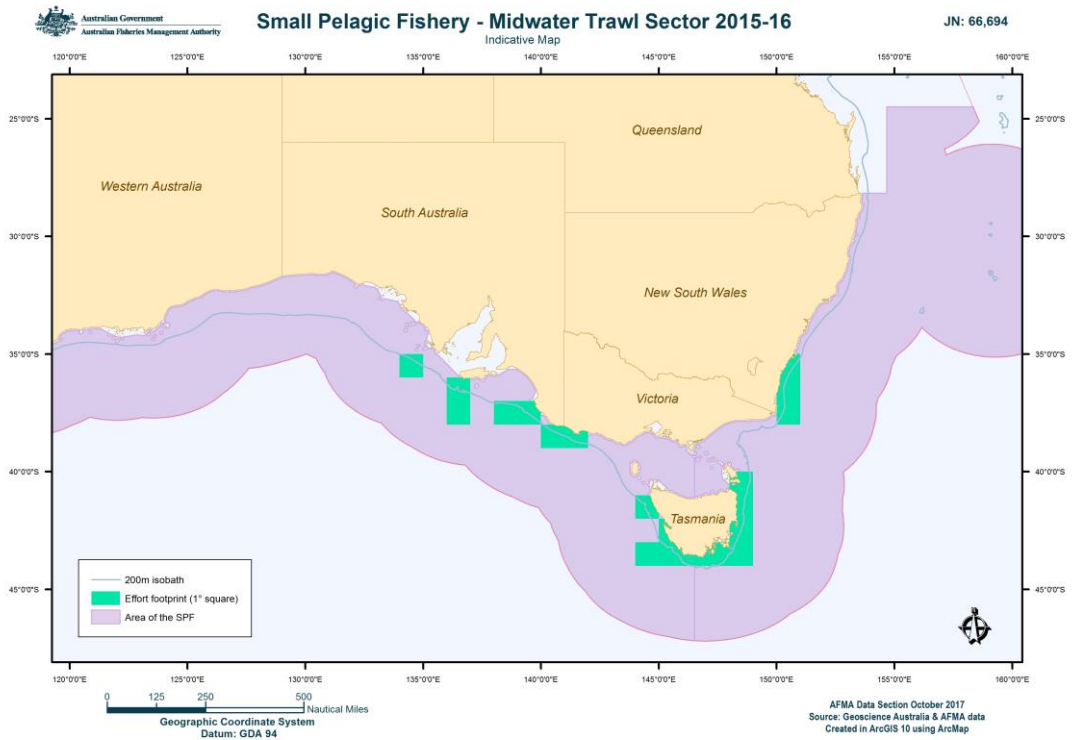 Australian Government
Australian Fisheries Management Authority
Small Pelagic Fishery - Midwater Trawl Sector 2015-16
Indicative Map
JN: 66,694
120°0'0"E 125°0'0"E 130°0'0"E 135°0'0"E 140°0'0"E 145°0'0"E 150°0'0"E 155°0'0"E 160°0'0"E
25°0'0"S 25°0'0"S
Queensland
Western Australia
South Australia
30°0'0"S 30°0'0"S
New South Wales
35°0'0"S 35°0'0"S
Victoria
40°0'0"S 40°0'0"S
Tasmania
45°0'0"S 45°0'0"S
200m isobath
Effort footprint (1° square)
Area of the SPF
120°0'0"E 125°0'0"E 130°0'0"E 135°0'0"E 140°0'0"E 145°0'0"E 150°0'0"E 155°0'0"E 160°0'0"E
0 125 250 500
Nautical Miles
Geographic Coordinate System
Datum: GDA 94
AFMA Data Section October 2017
Source: Geoscience Australia & AFMA data
Created in ArcGIS 10 using ArcMap